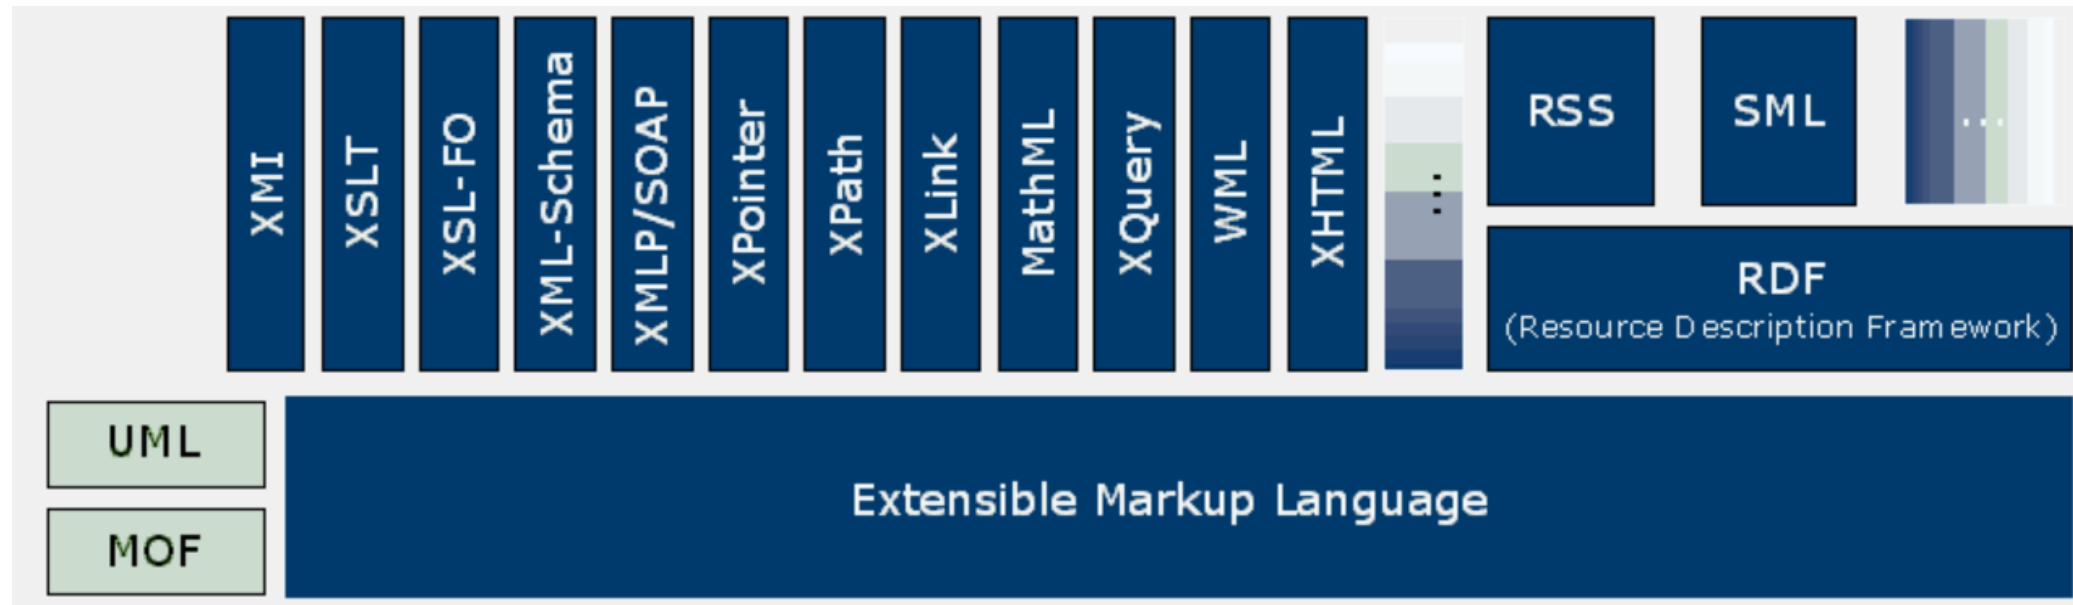 XMI
XSLT
XSL-FO
XML-Schema
XMLP/SOAP
XPointer
XPath
XLink
MathML
XQuery
WML
XHTML
...
RSS
SML
...
RDF
(Resource Description Framework)
UML
MOF
Extensible Markup Language